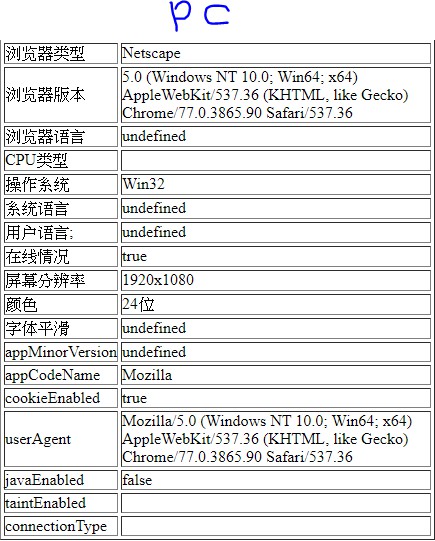 PC
浏览器类型 Netscape
浏览器版本 5.0 (Windows NT 10.0; Win64; x64)
AppleWebKit/537.36 (KHTML, like Gecko)
Chrome/77.0.3865.90 Safari/537.36
浏览器语言 undefined
CPU类型
操作系统 Win32
系统语言 undefined
用户语言; undefined
在线情况 true
屏幕分辨率 1920x1080
颜色 24位
字体平滑 undefined
appMinorVersion undefined
appCodeName Mozilla
cookieEnabled true
userAgent Mozilla/5.0 (Windows NT 10.0; Win64; x64)
AppleWebKit/537.36 (KHTML, like Gecko)
Chrome/77.0.3865.90 Safari/537.36
javaEnabled false
taintEnabled
connectionType